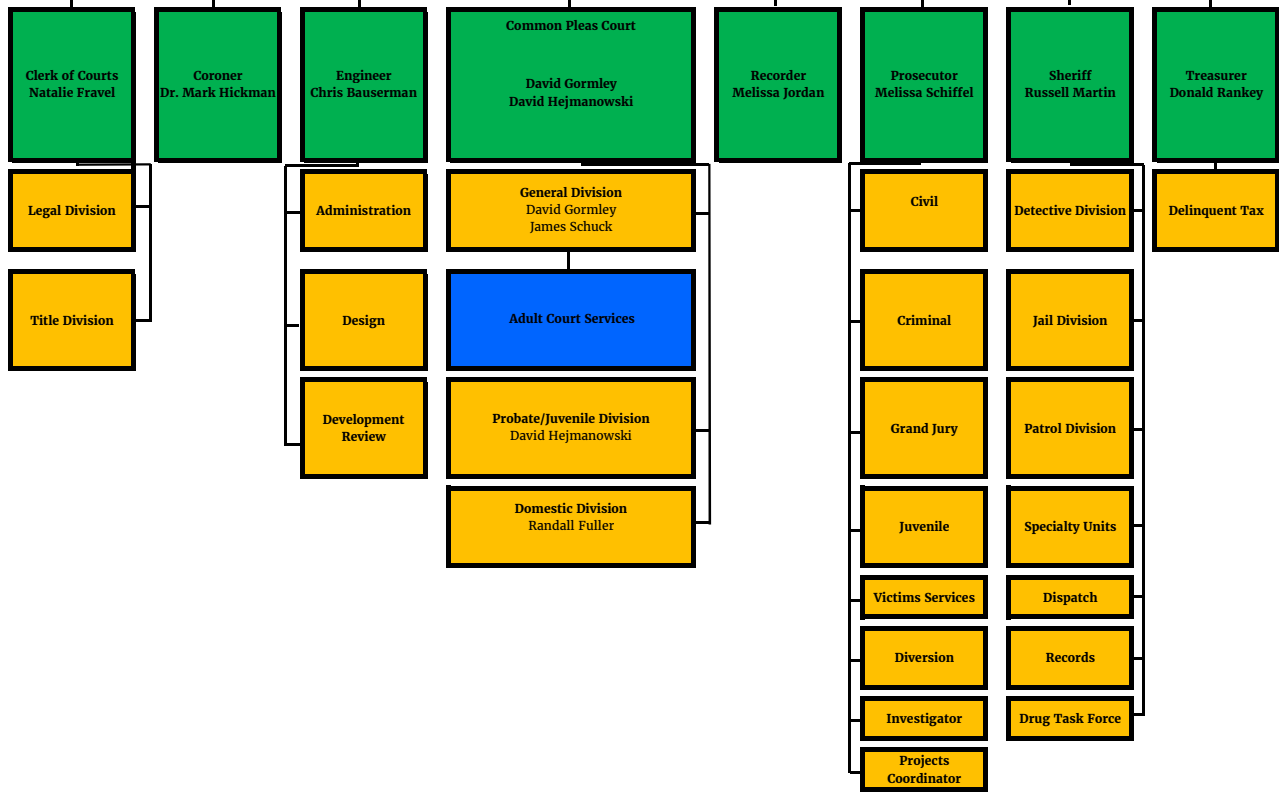 Clerk of Courts
Natalie Fravel
Coroner
Dr. Mark Hickman
Engineer
Chris Bauserman
Common Pleas Court
David Gormley
David Hejmanowski
Recorder
Melissa Jordan
Prosecutor
Melissa Schiffel
Sheriff
Russell Martin
Treasurer
Donald Rankey
Legal Division
Title Division
Administration
Design
Development
Review
General Division
David Gormley
James Schuck
Adult Court Services
Probate/Juvenile Division
David Hejmanowski
Domestic Division
Randall Fuller
Civil
Criminal
Grand Jury
Juvenile
Victims Services
Diversion
Investigator
Projects
Coordinator
Detective Division
Jail Division
Patrol Division
Specialty Units
Dispatch
Records
Drug Task Force
Delinquent Tax